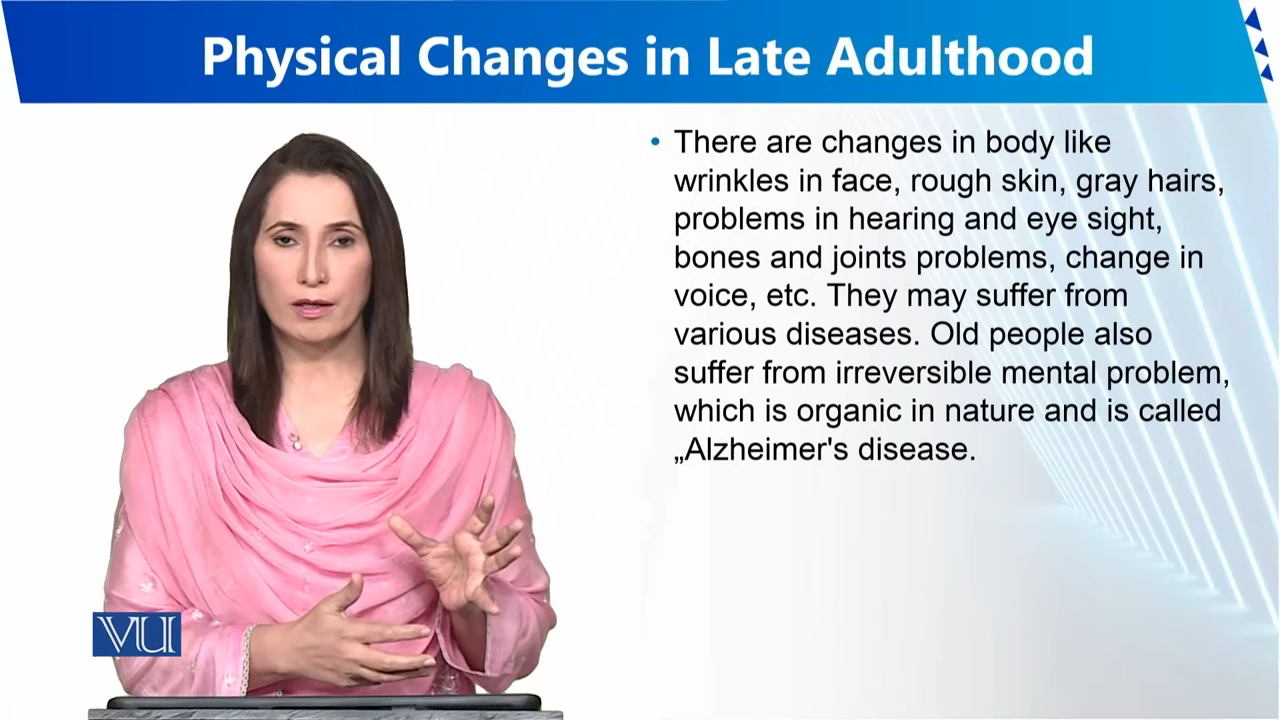 Physical Changes in Late Adulthood
• There are changes in body like
wrinkles in face, rough skin, gray hairs,
problems in hearing and eye sight,
bones and joints problems, change in
voice, etc. They may suffer from
various diseases. Old people also
suffer from irreversible mental problem,
which is organic in nature and is called
„Alzheimer's disease.
VU